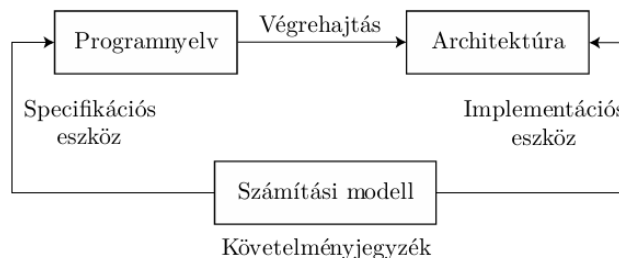 Végrehajtás
Programnyelv
Architektúra
Specifikációs
eszköz
Implementációs
eszköz
Számítási modell
Követelményjegyzék